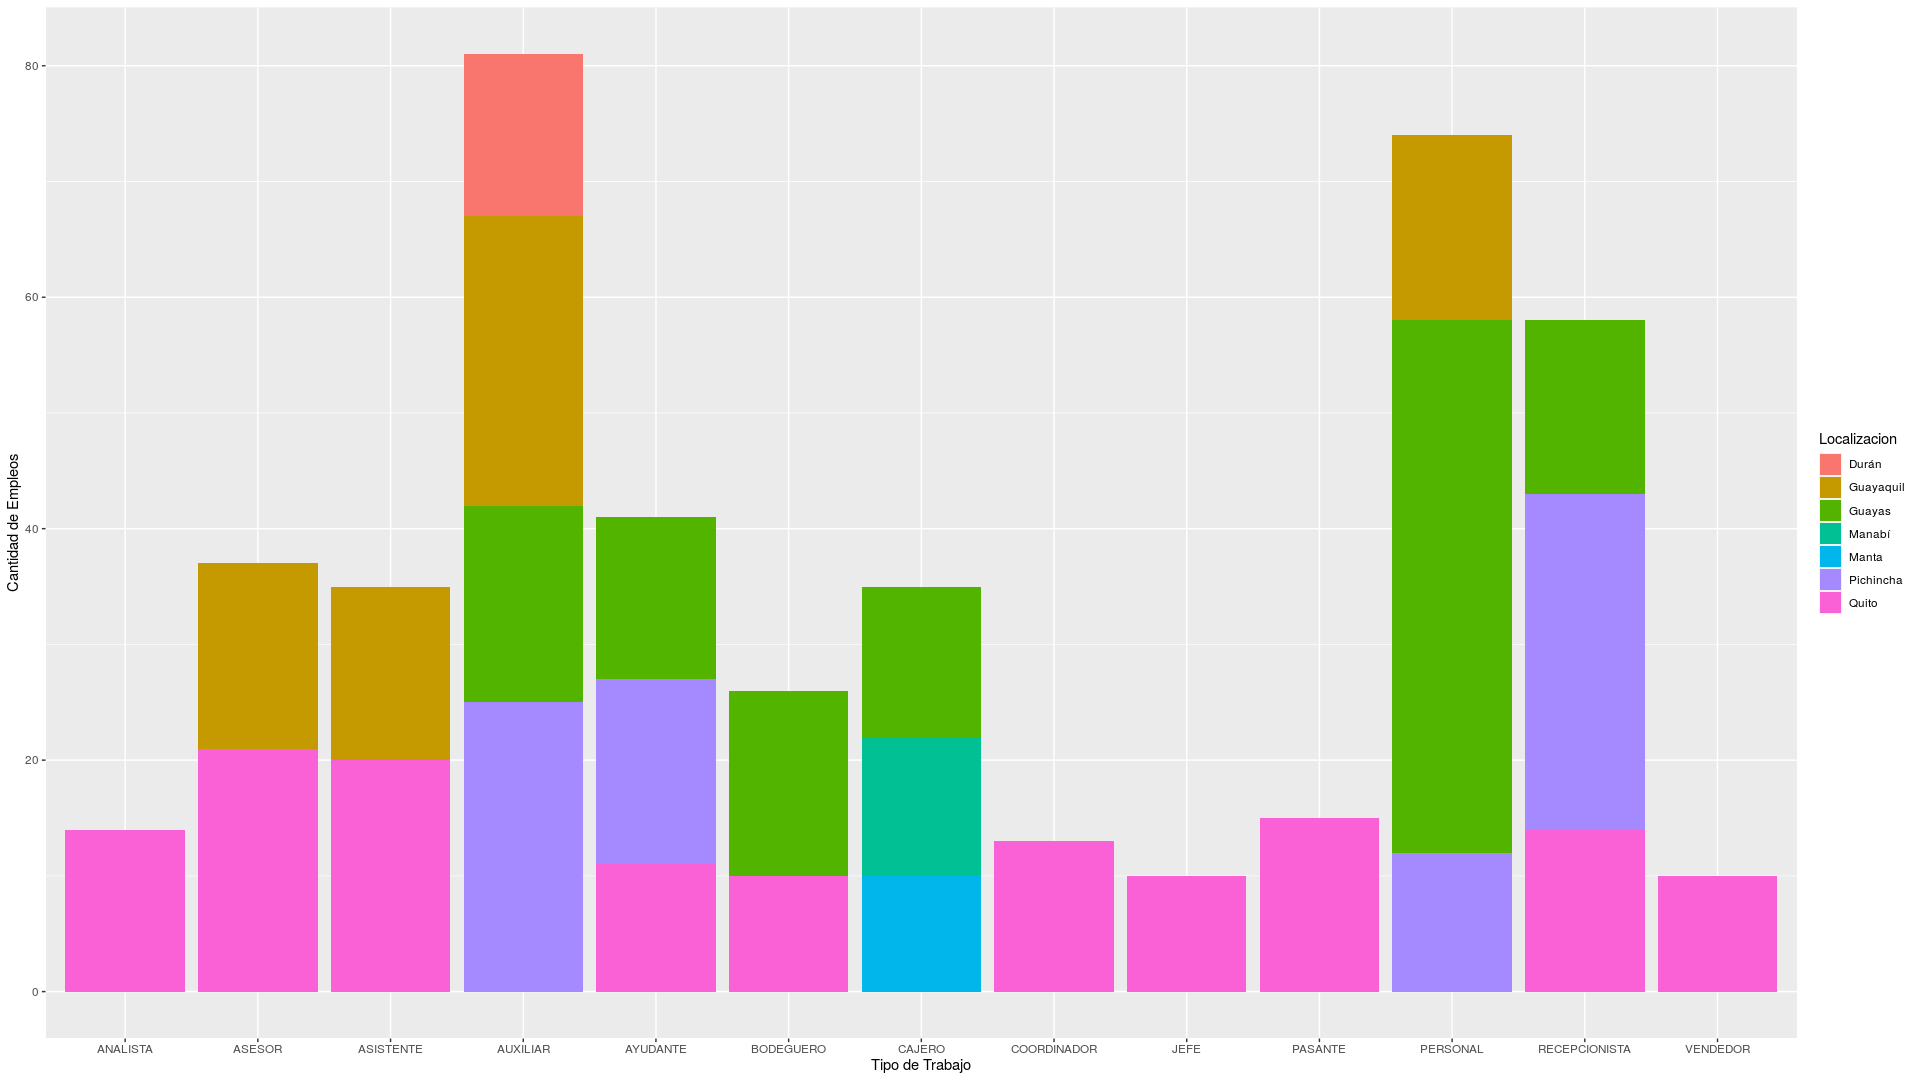 80
60
40
20
0
Cantidad de Empleos
ANALISTA ASESOR ASISTENTE AUXILIAR AYUDANTE BODEGUERO CAJERO COORDINADOR JEFE PASANTE PERSONAL RECEPCIONISTA VENDEDOR
Tipo de Trabajo
Localizacion
Durán
Guayaquil
Guayas
Manabí
Manta
Pichincha
Quito